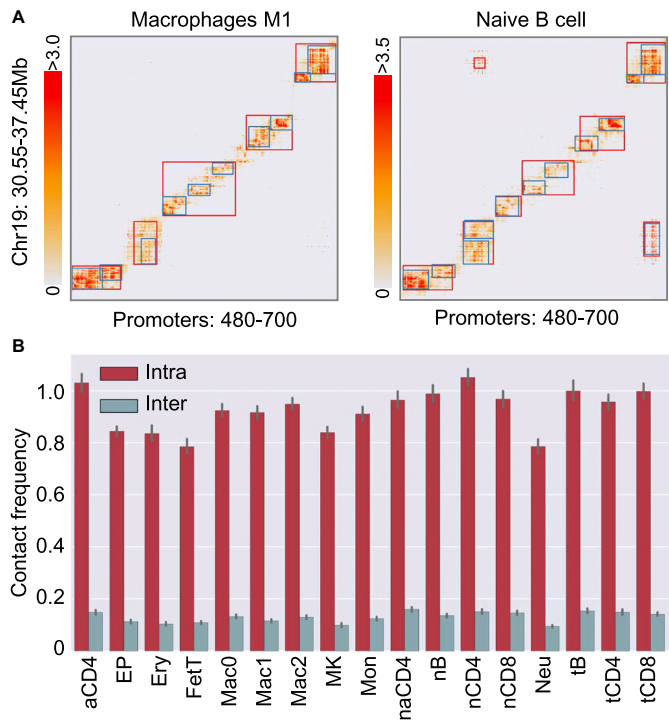 A
Macrophages M1
Naive B cell
Chr19: 30.55-37.45Mb
>3.0
0
>3.5
0
Promoters: 480-700
Promoters: 480-700
B
Intra
Inter
Contact frequency
1.0
0.8
0.6
0.4
0.2
0
aCD4
EP
Ery
FetT
Mac0
Mac1
Mac2
MK
Mon
naCD4
nB
nCD4
nCD8
Neu
tB
tCD4
tCD8